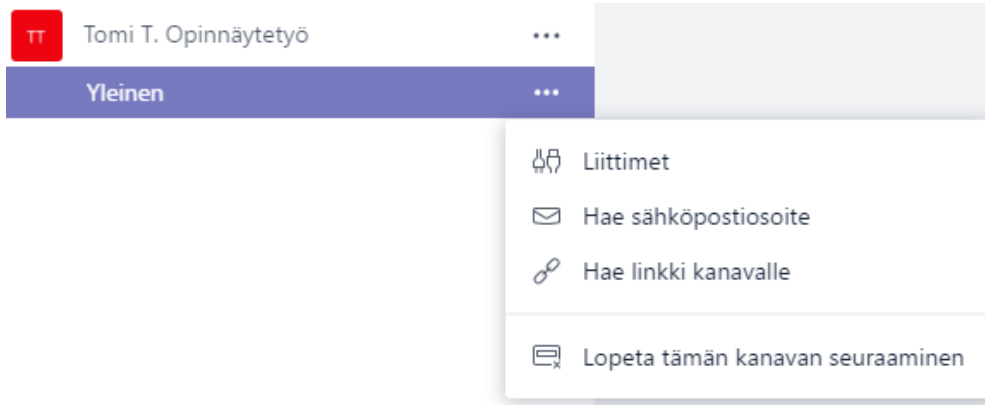 TT Tomi T. Opinnäytetyö ...
Yleinen ...
Liittimet
Hae sähköpostiosoite
Hae linkki kanavalle
Lopeta tämän kanavan seuraaminen